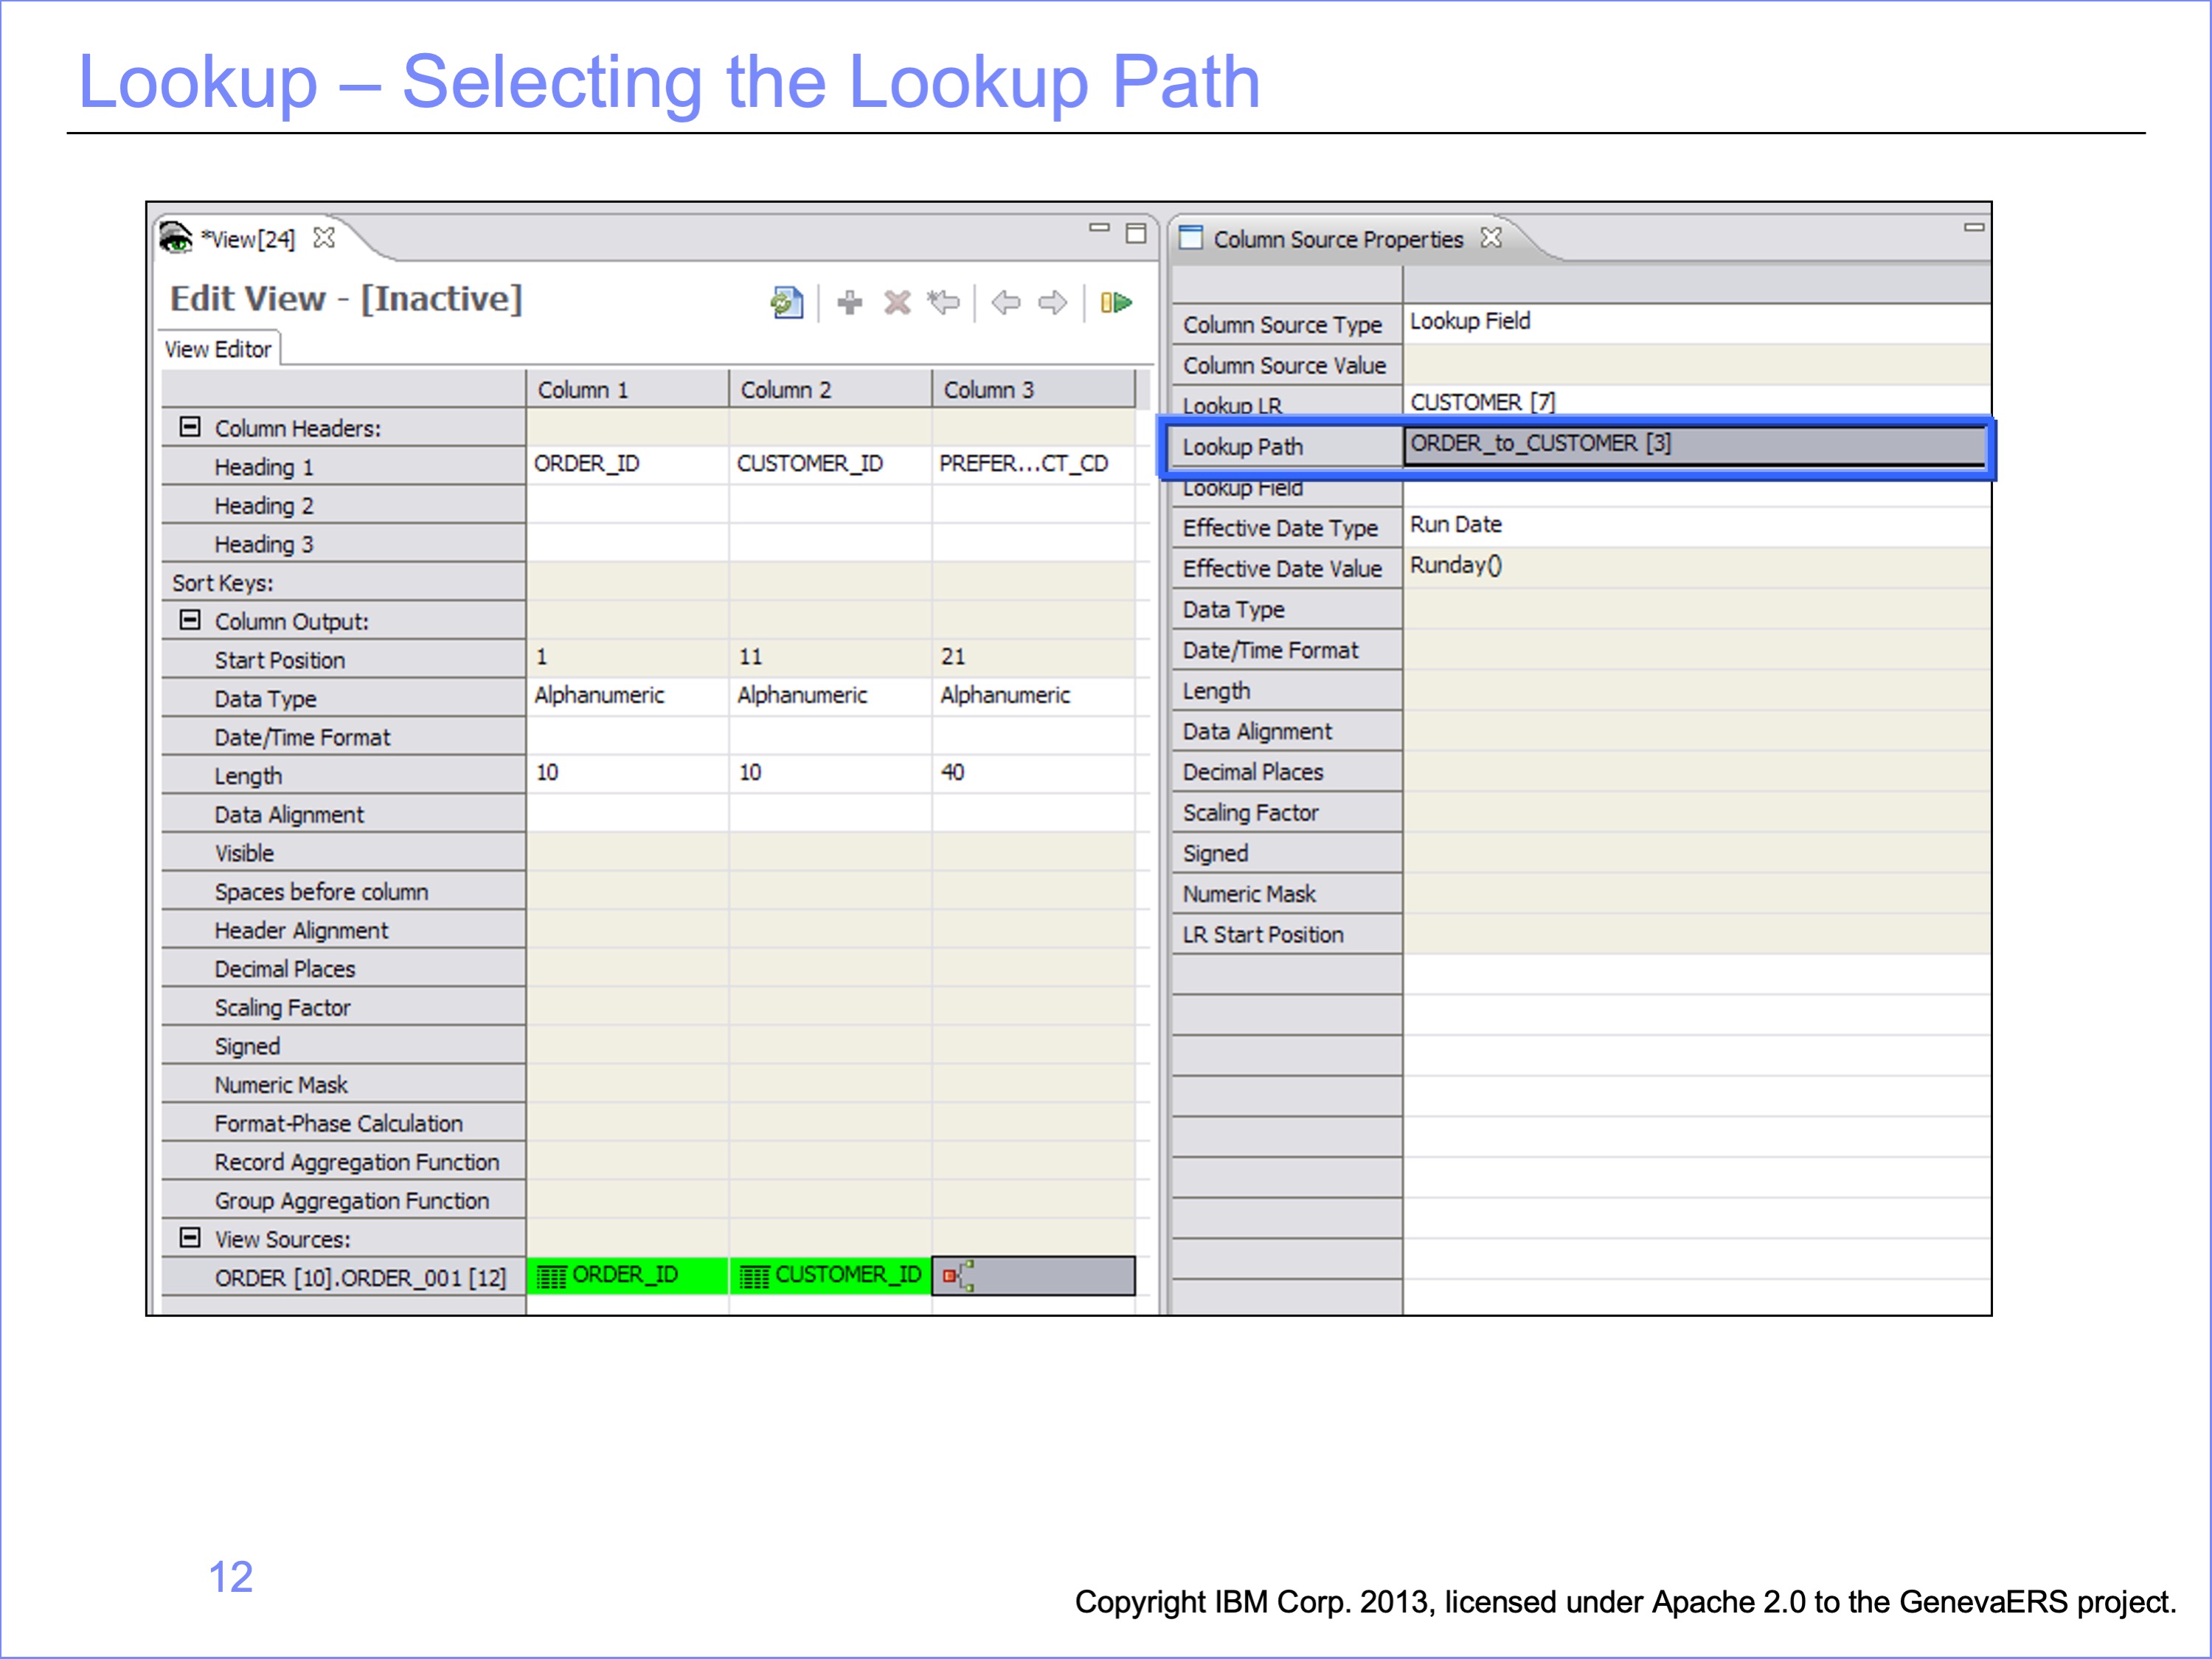 Lookup – Selecting the Lookup Path
*View[24]
Edit View - [Inactive]
View Editor
Column 1 Column 2 Column 3
Column Headers:
Heading 1 ORDER_ID CUSTOMER_ID PREFER...CT_CD
Heading 2
Heading 3
Sort Keys:
Column Output:
Start Position 1 11 21
Data Type Alphanumeric Alphanumeric Alphanumeric
Date/Time Format
Length 10 10 40
Data Alignment
Visible
Spaces before column
Header Alignment
Decimal Places
Scaling Factor
Signed
Numeric Mask
Format-Phase Calculation
Record Aggregation Function
Group Aggregation Function
View Sources:
ORDER [10].ORDER_001 [12] ORDER_ID CUSTOMER_ID
Column Source Properties
Column Source Type Lookup Field
Column Source Value
Lookup LR CUSTOMER [7]
Lookup Path ORDER_to_CUSTOMER [3]
Lookup Field
Effective Date Type Run Date
Effective Date Value Runday()
Data Type
Date/Time Format
Length
Data Alignment
Decimal Places
Scaling Factor
Signed
Numeric Mask
LR Start Position
12
Copyright IBM Corp. 2013, licensed under Apache 2.0 to the GenevaERS project.